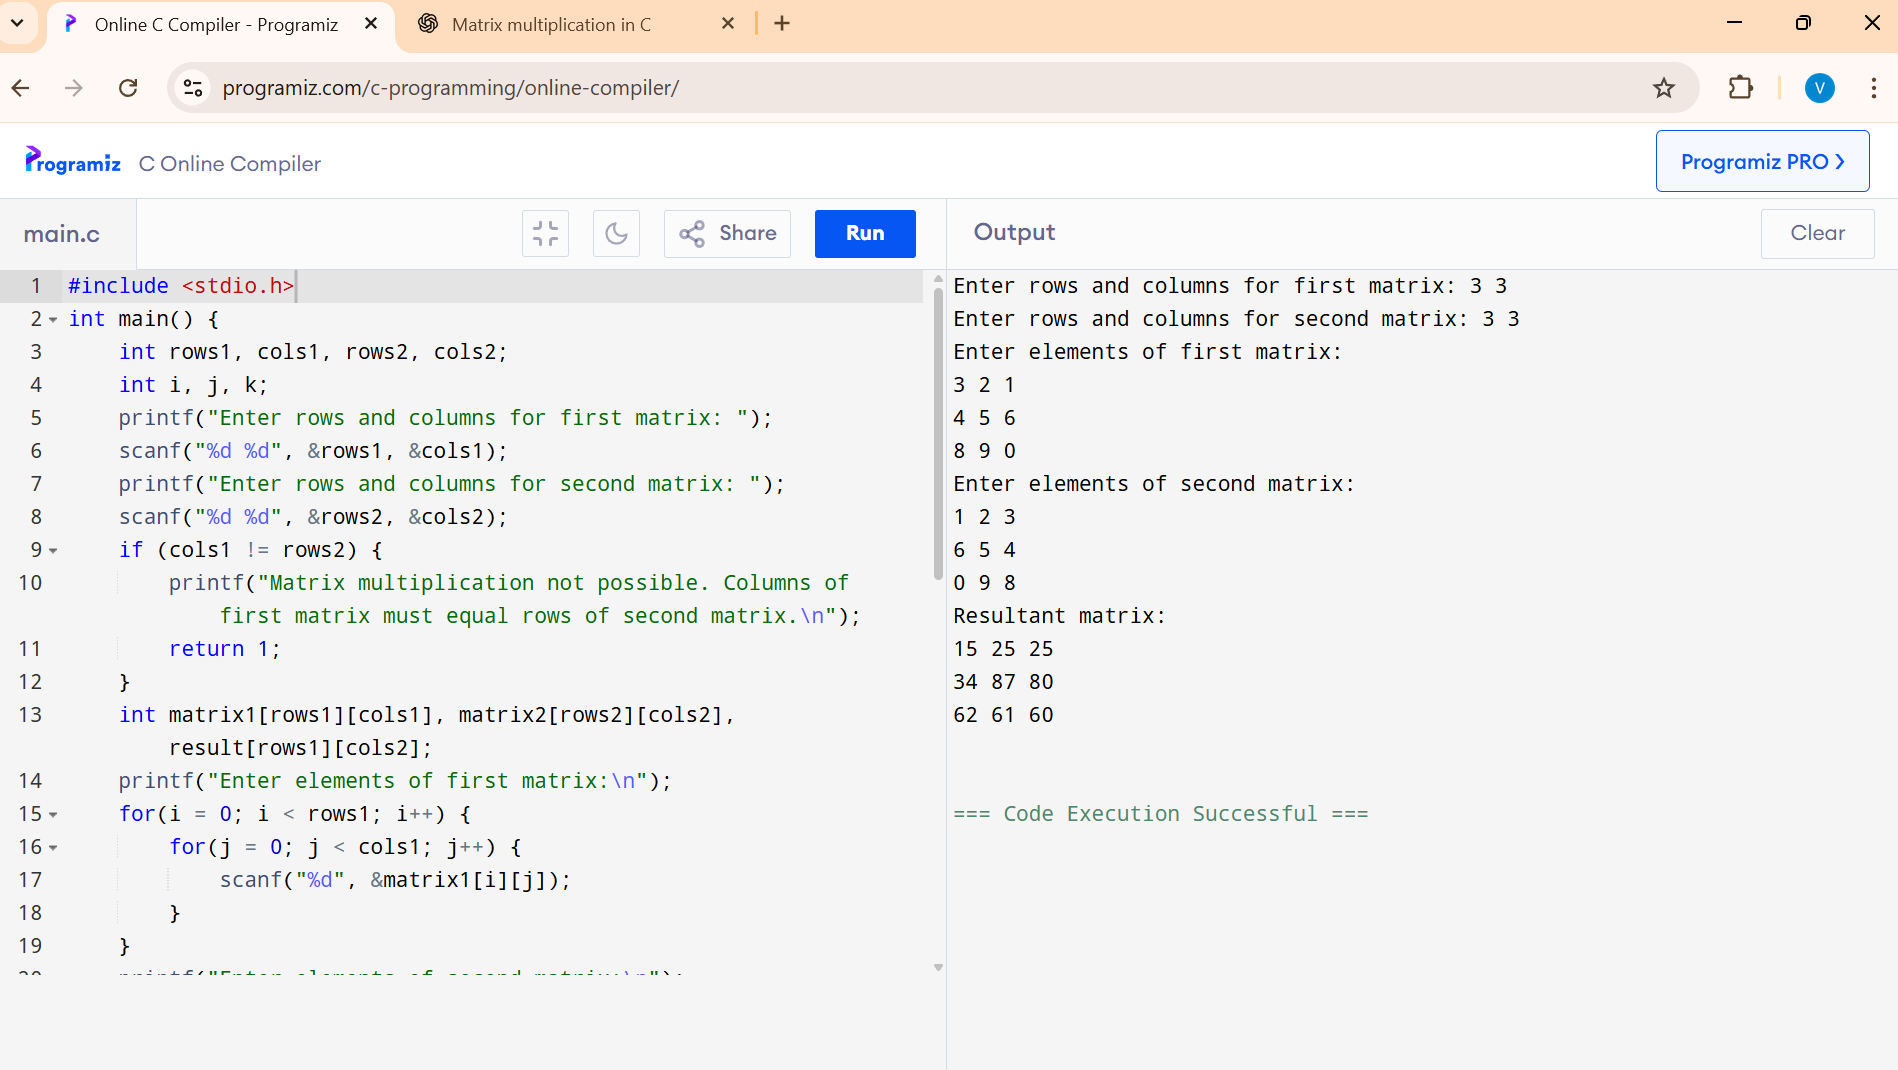 Online C Compiler - Programiz
Matrix multiplication in C
programiz.com/c-programming/online-compiler/
V
Programiz C Online Compiler
Programiz PRO
main.c
Share
Run
Output
Clear
1 #include <stdio.h>
2 int main() {
3 int rows1, cols1, rows2, cols2;
4 int i, j, k;
5 printf("Enter rows and columns for first matrix: ");
6 scanf("%d %d", &rows1, &cols1);
7 printf("Enter rows and columns for second matrix: ");
8 scanf("%d %d", &rows2, &cols2);
9 if (cols1 != rows2) {
10 printf("Matrix multiplication not possible. Columns of
first matrix must equal rows of second matrix.\n");
11 return 1;
12 }
13 int matrix1[rows1][cols1], matrix2[rows2][cols2],
result[rows1][cols2];
14 printf("Enter elements of first matrix:\n");
15 for(i = 0; i < rows1; i++) {
16 for(j = 0; j < cols1; j++) {
17 scanf("%d", &matrix1[i][j]);
18 }
19 }
20 printf("Enter elements of second matrix:\n");
Enter rows and columns for first matrix: 3 3
Enter rows and columns for second matrix: 3 3
Enter elements of first matrix:
3 2 1
4 5 6
8 9 0
Enter elements of second matrix:
1 2 3
6 5 4
0 9 8
Resultant matrix:
15 25 25
34 87 80
62 61 60
=== Code Execution Successful ===